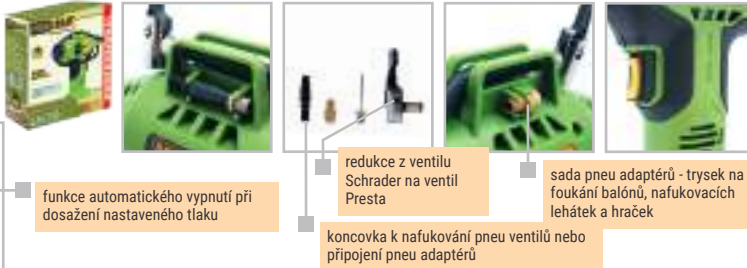 funkce automatického vypnutí při
dosažení nastaveného tlaku
redukce z ventilu
Schrader na ventil
Presta
koncovka k nafukování pneu ventilů nebo
připojení pneu adaptérů
sada pneu adaptérů - trysek na
foukání balónů, nafukovacích
lehátek a hraček